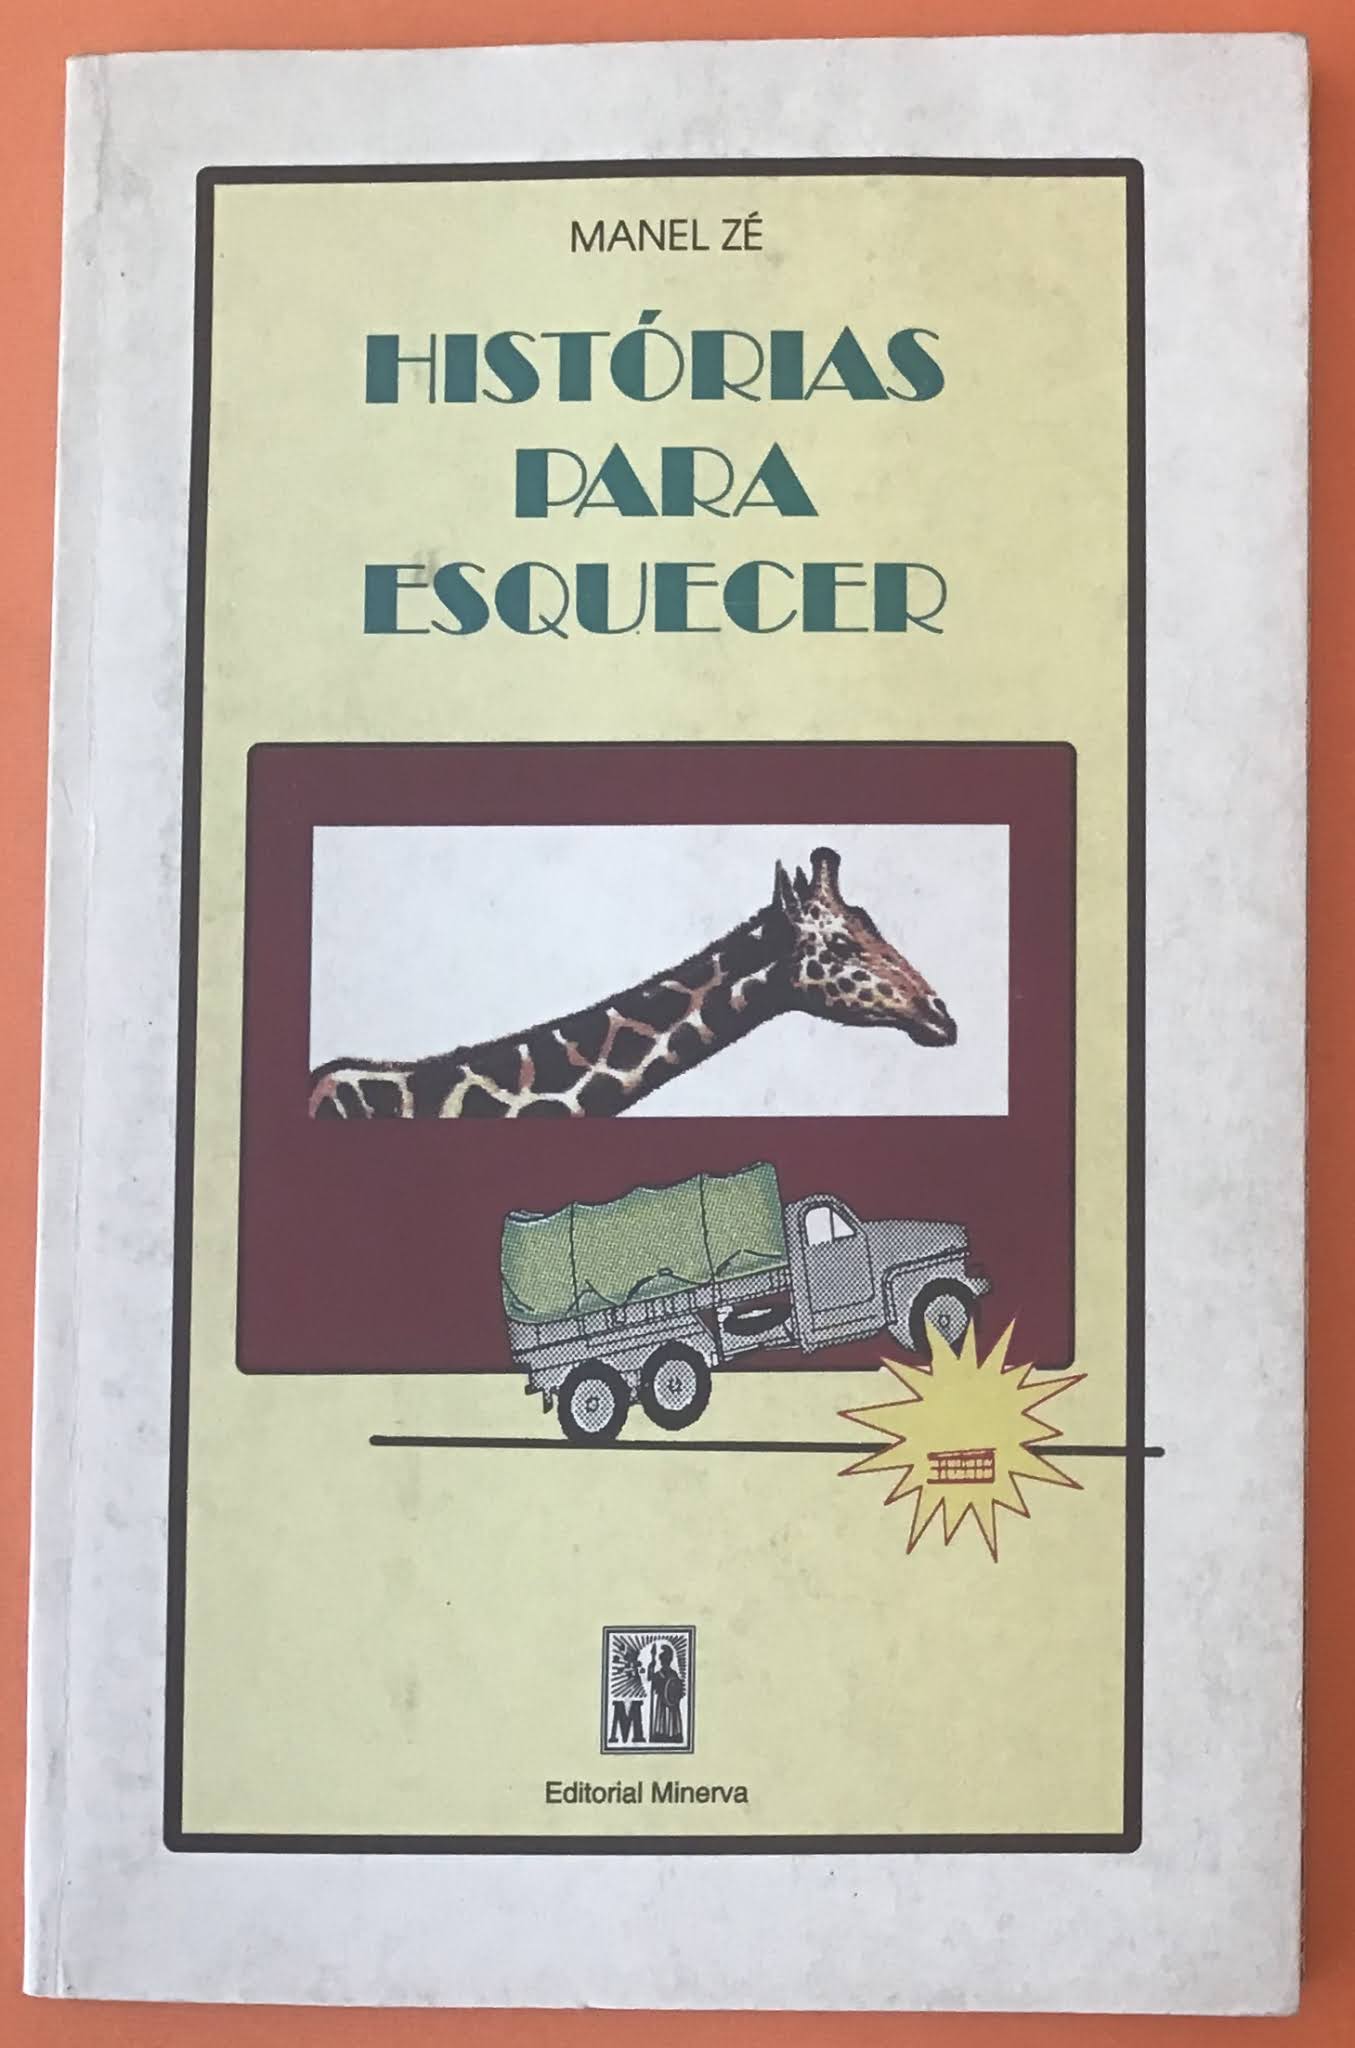 MANEL ZÉ
HISTÓRIAS
PARA
ESQUECER
M
Editorial Minerva